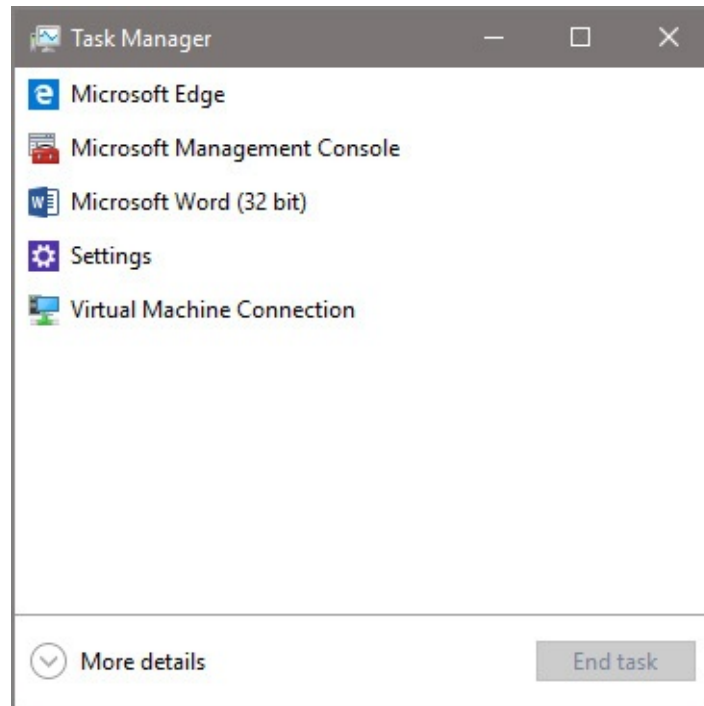 Task Manager
Microsoft Edge
Microsoft Management Console
Microsoft Word (32 bit)
Settings
Virtual Machine Connection
More details
End task